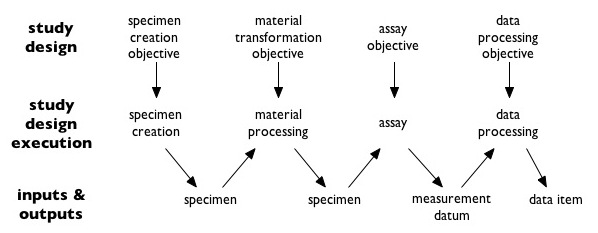 study
design
specimen
creation
objective
material
transformation
objective
assay
objective
data
processing
objective
study
design
execution
specimen
creation
material
processing
assay
data
processing
inputs &
outputs
specimen
specimen
measurement
datum
data item